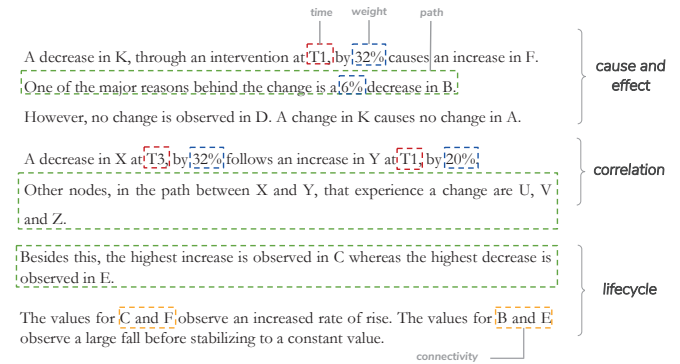 time weight path
A decrease in K, through an intervention at T1, by 32% causes an increase in F.
One of the major reasons behind the change is a 6% decrease in B.
However, no change is observed in D. A change in K causes no change in A.
cause and
effect
A decrease in X at T3, by 32% follows an increase in Y at T1, by 20%
Other nodes, in the path between X and Y, that experience a change are U, V
and Z.
correlation
Besides this, the highest increase is observed in C whereas the highest decrease is
observed in E.
The values for C and F observe an increased rate of rise. The values for B and E
observe a large fall before stabilizing to a constant value.
lifecycle
connectivity